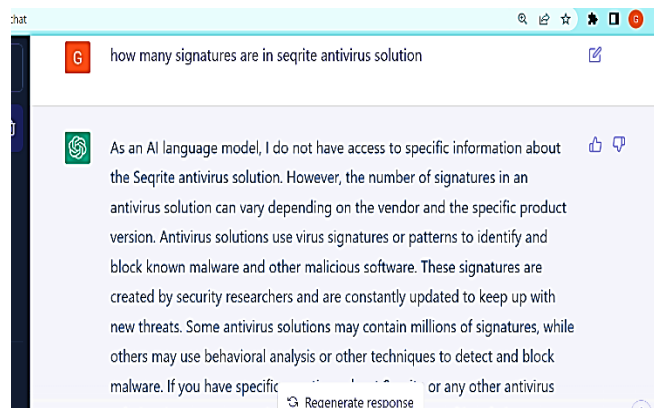 chat
G
G
how many signatures are in seqrite antivirus solution
As an AI language model, I do not have access to specific information about
the Seqrite antivirus solution. However, the number of signatures in an
antivirus solution can vary depending on the vendor and the specific product
version. Antivirus solutions use virus signatures or patterns to identify and
block known malware and other malicious software. These signatures are
created by security researchers and are constantly updated to keep up with
new threats. Some antivirus solutions may contain millions of signatures, while
others may use behavioral analysis or other techniques to detect and block
malware. If you have specific or any other antivirus
Regenerate response